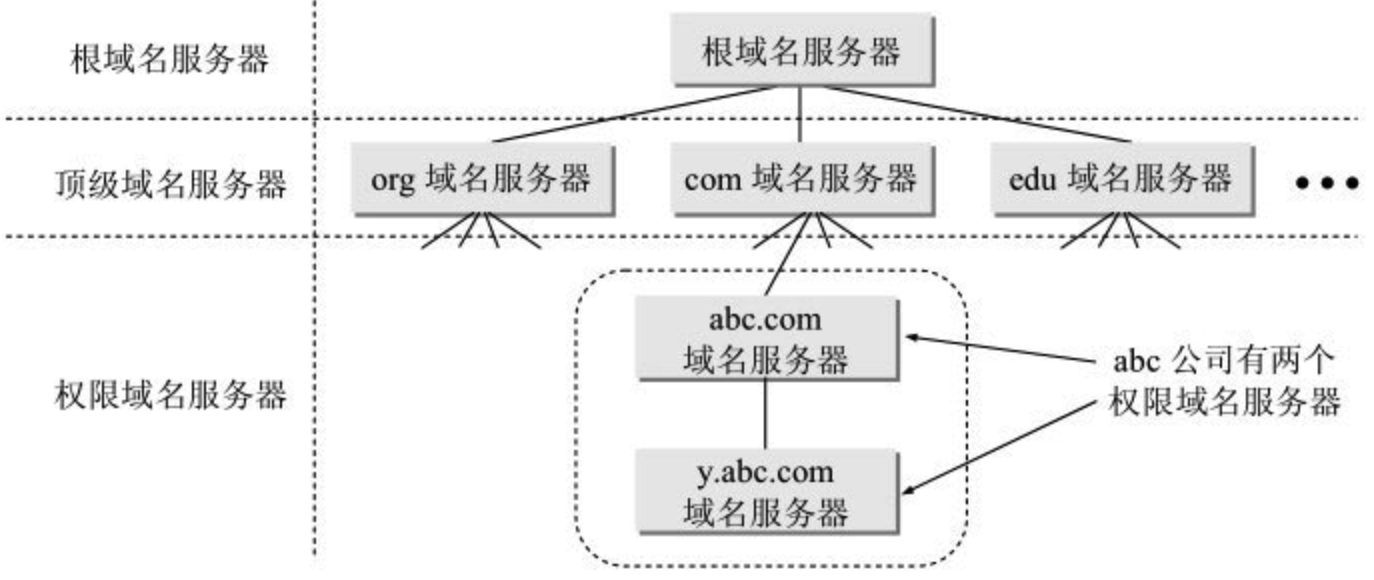 根域名服务器
根域名服务器
顶级域名服务器
org 域名服务器
com 域名服务器
edu 域名服务器
•••
权限域名服务器
abc.com
域名服务器
y.abc.com
域名服务器
abc 公司有两个
权限域名服务器